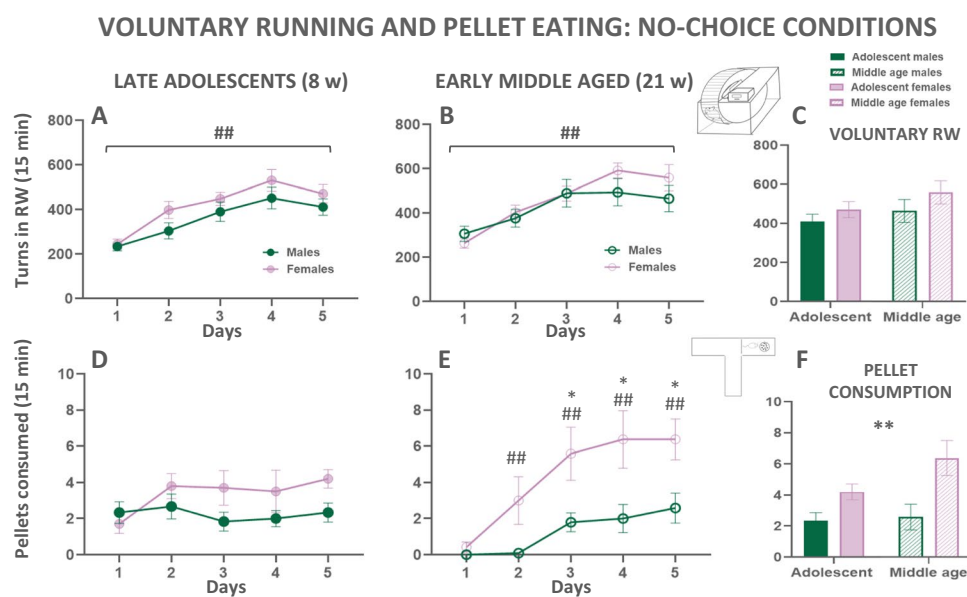 VOLUNTARY RUNNING AND PELLET EATING: NO-CHOICE CONDITIONS
LATE ADOLESCENTS (8 w)
EARLY MIDDLE AGED (21 w)
Adolescent males
Middle age males
Adolescent females
Middle age females
A
Turns in RW (15 min)
800
600
400
200
0
##
Males
Females
1 2 3 4 5
Days
B
800
600
400
200
0
##
Males
Females
1 2 3 4 5
Days
C
VOLUNTARY RW
800
600
400
200
0
Adolescent Middle age
D
Pellets consumed (15 min)
10
8
6
4
2
0
1 2 3 4 5
Days
E
10
8
6
4
2
0
##
*
##
*
##
*
##
1 2 3 4 5
Days
F
PELLET
CONSUMPTION
**
10
8
6
4
2
0
Adolescent Middle age